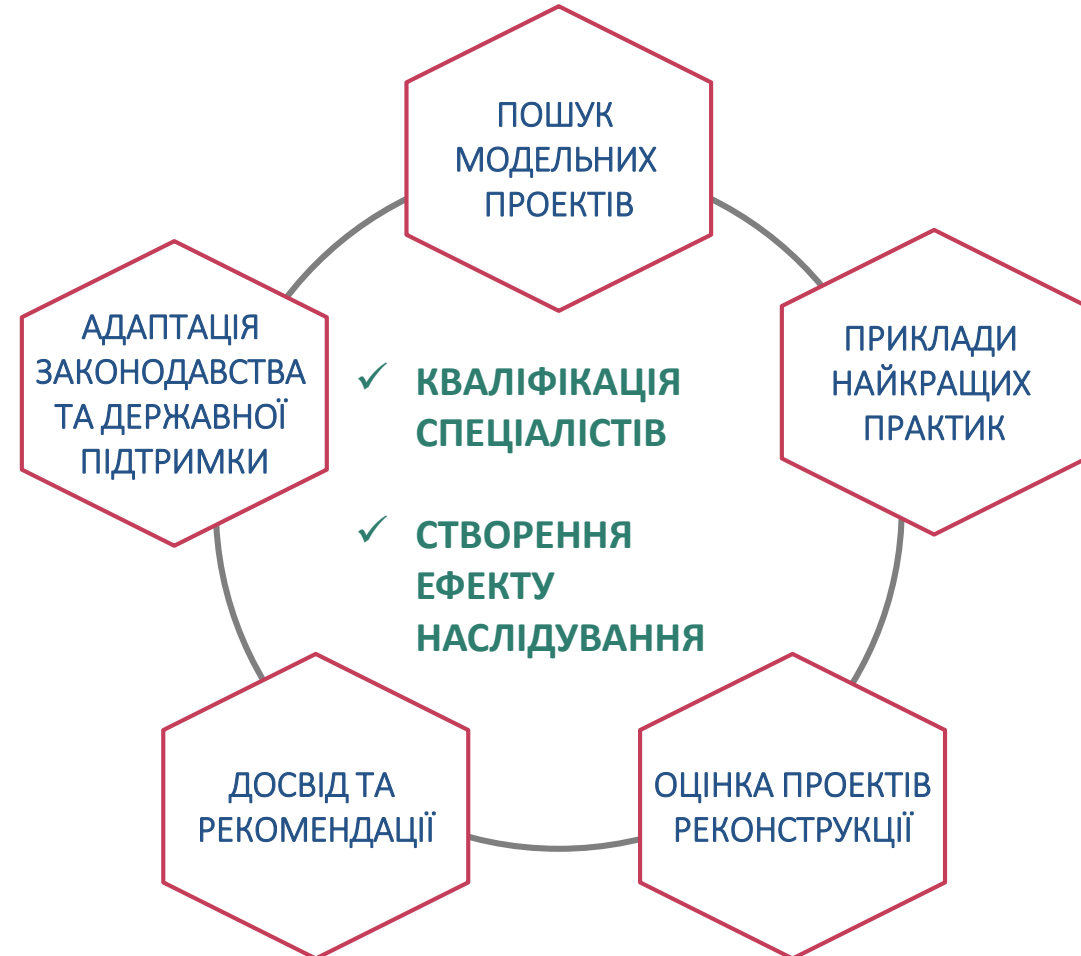 ПОШУК
МОДЕЛЬНИХ
ПРОЕКТІВ
ПРИКЛАДИ
НАЙКРАЩИХ
ПРАКТИК
ОЦІНКА ПРОЕКТІВ
РЕКОНСТРУКЦІЇ
ДОСВІД ТА
РЕКОМЕНДАЦІЇ
АДАПТАЦІЯ
ЗАКОНОДАВСТВА
ТА ДЕРЖАВНОЇ
ПІДТРИМКИ
✓ КВАЛІФІКАЦІЯ
СПЕЦІАЛІСТІВ
✓ СТВОРЕННЯ
ЕФЕКТУ
НАСЛІДУВАННЯ